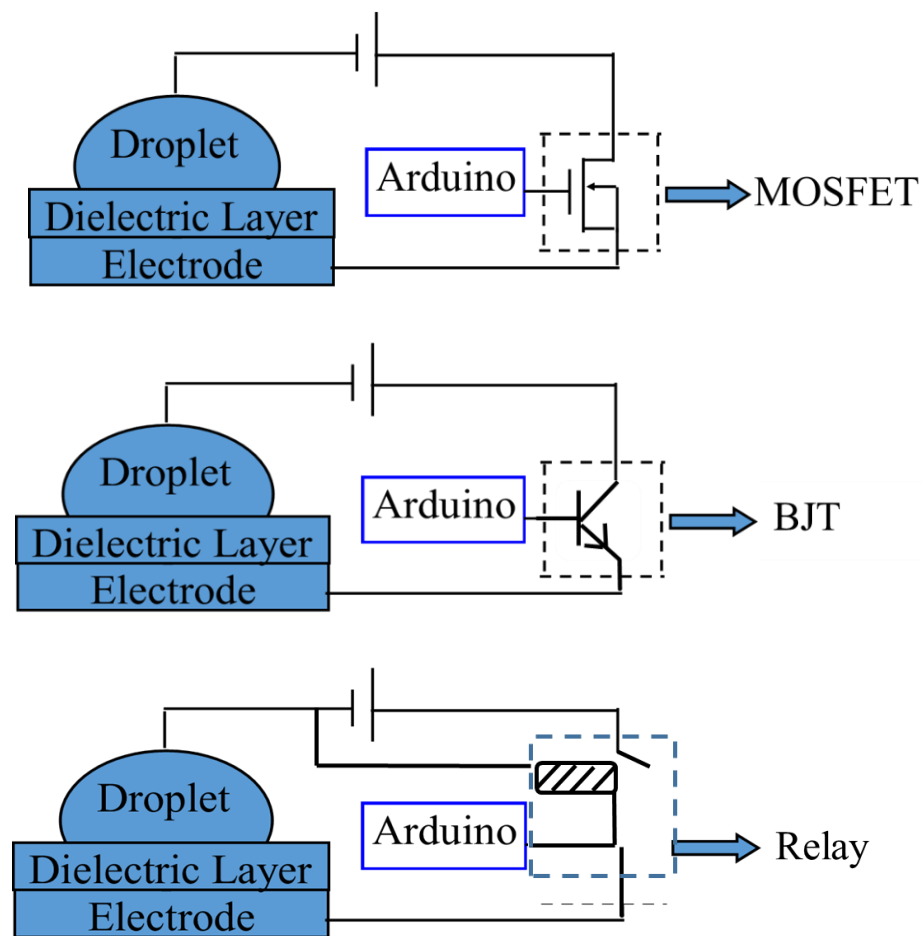 Droplet
Arduino
MOSFET
Dielectric Layer
Electrode
Droplet
Arduino
BJT
Dielectric Layer
Electrode
Droplet
Arduino
Relay
Dielectric Layer
Electrode